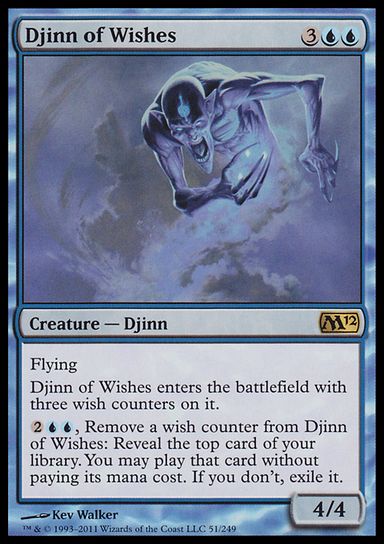 Djinn of Wishes 3
Creature — Djinn
M12
Flying
Djinn of Wishes enters the battlefield with
three wish counters on it.
2, Remove a wish counter from Djinn
of Wishes: Reveal the top card of your
library. You may play that card without
paying its mana cost. If you don't, exile it.
4/4
Kev Walker
™ & © 1993–2011 Wizards of the Coast LLC 51/249